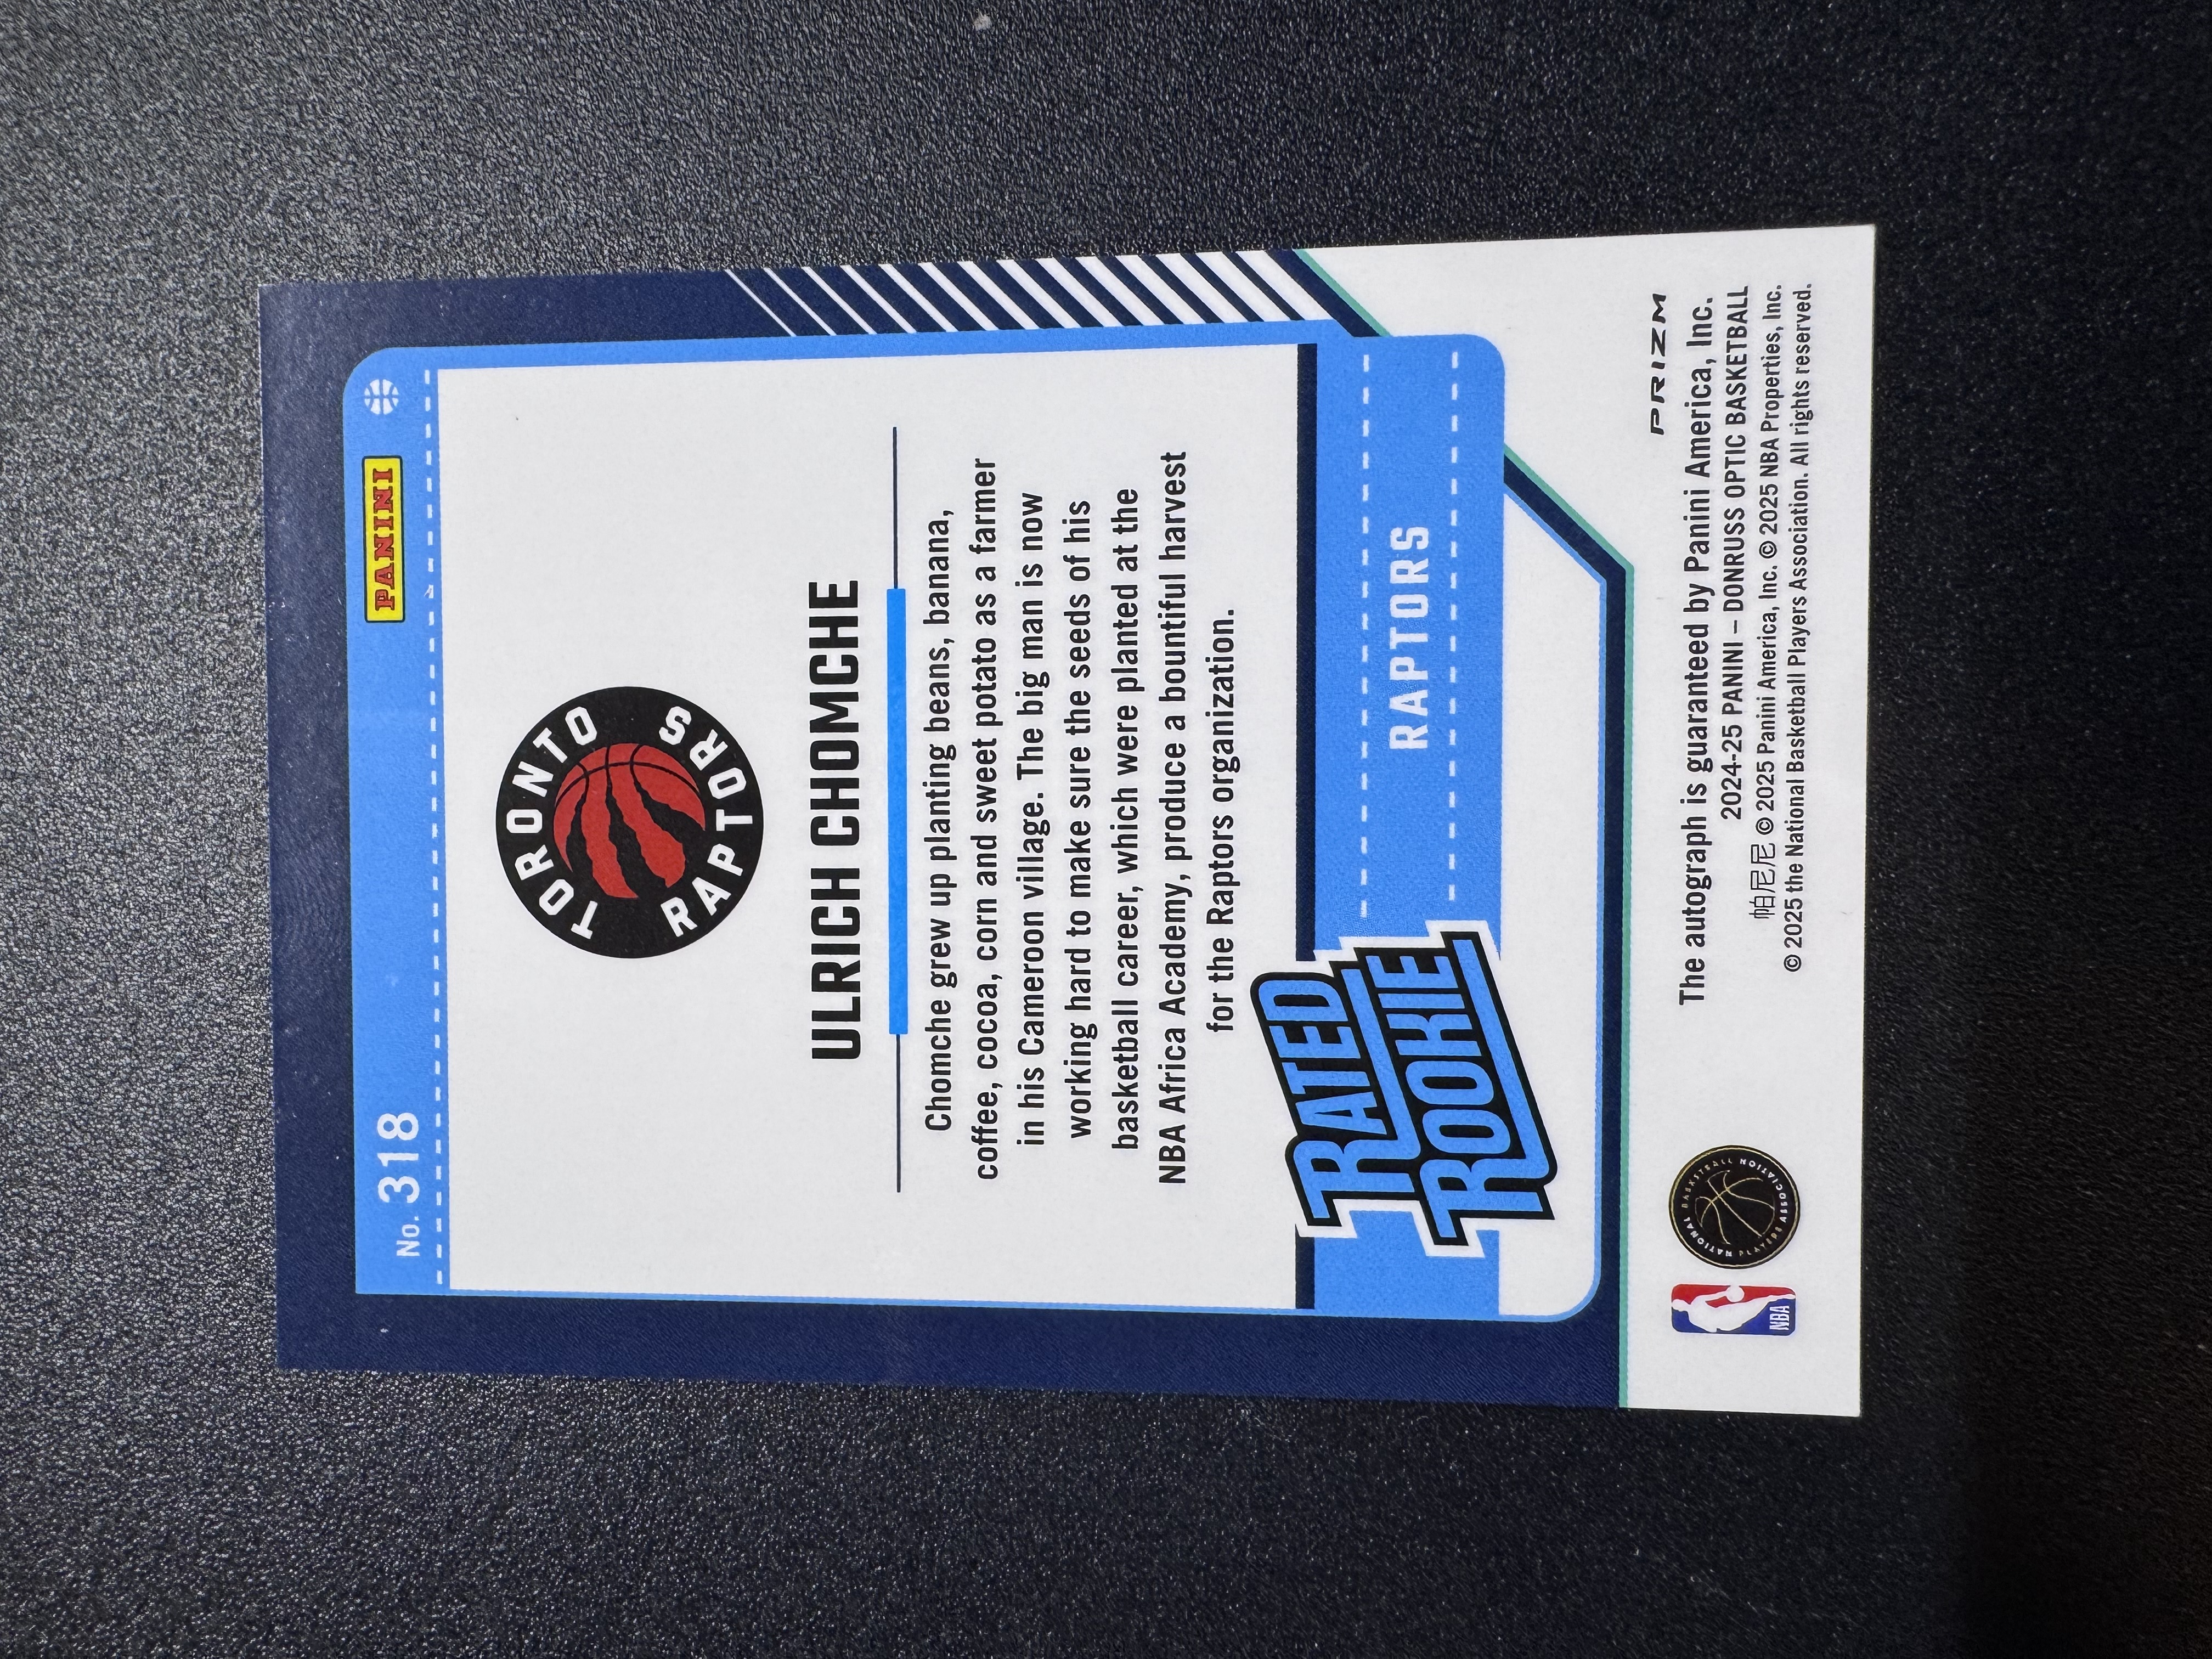 No. 318
PANINI
TORONTO
RAPTORS
ULRICH CHOMCHE
Chomche grew up planting beans, banana,
coffee, cocoa, corn and sweet potato as a farmer
in his Cameroon village. The big man is now
working hard to make sure the seeds of his
basketball career, which were planted at the
NBA Africa Academy, produce a bountiful harvest
for the Raptors organization.
RATED
ROOKIE
RAPTORS
PRIZM
The autograph is guaranteed by Panini America, Inc.
2024-25 PANINI – DONRUSS OPTIC BASKETBALL
帕尼尼 © 2025 Panini America, Inc. © 2025 NBA Properties, Inc.
© 2025 the National Basketball Players Association. All rights reserved.
NBA
NATIONAL BASKETBALL
PLAYERS ASSOCIATION